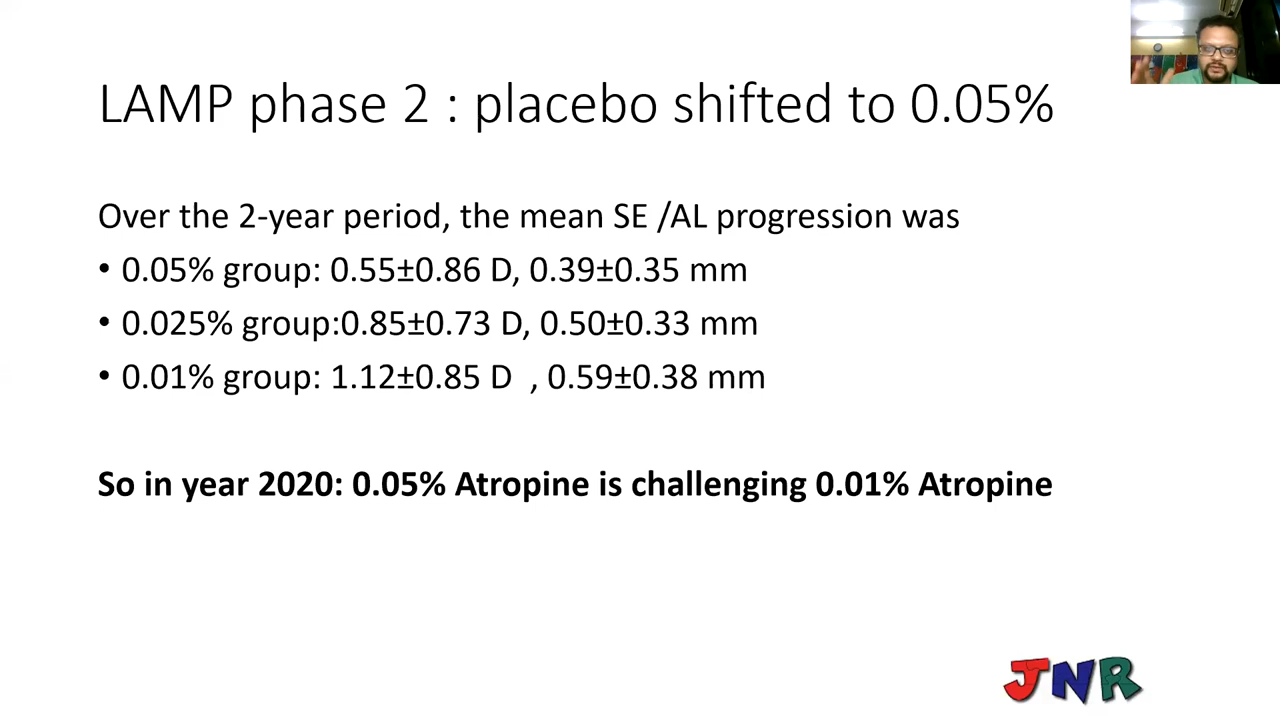 LAMP phase 2 : placebo shifted to 0.05%
Over the 2-year period, the mean SE /AL progression was
• 0.05% group: 0.55±0.86 D, 0.39±0.35 mm
• 0.025% group:0.85±0.73 D, 0.50±0.33 mm
• 0.01% group: 1.12±0.85 D , 0.59±0.38 mm
So in year 2020: 0.05% Atropine is challenging 0.01% Atropine
JNR